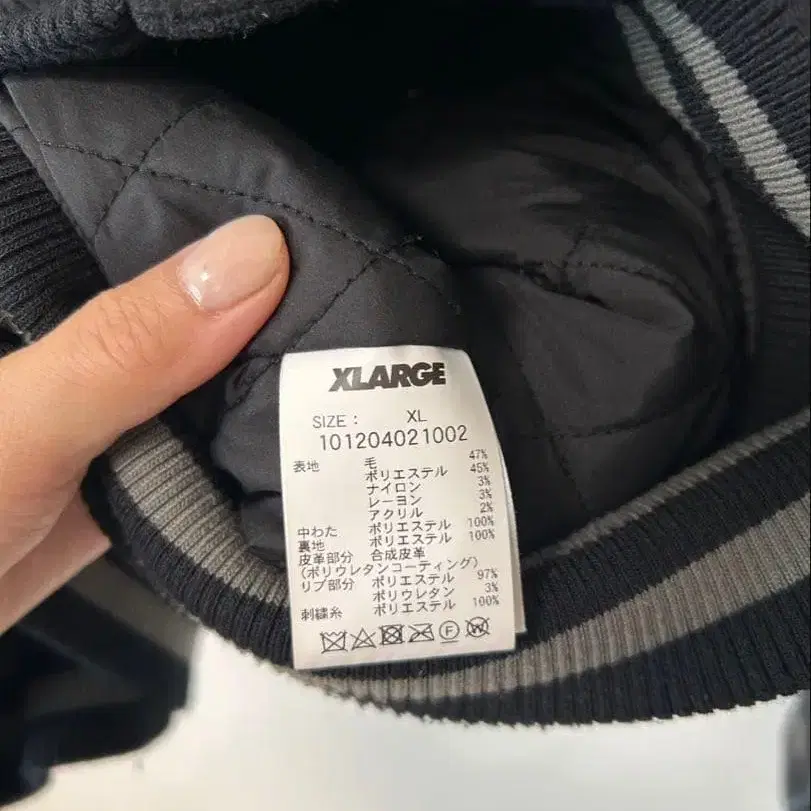 XLARGE
SIZE : XL
101204021002
表地 毛 47%
ポリエステル 45%
ナイロン 3%
レーヨン 3%
アクリル 2%
中わた ポリエステル 100%
裏地 ポリエステル 100%
皮革部分 合成皮革
(ポリウレタンコーティング)
リブ部分 ポリエステル 97%
ポリウレタン 3%
刺繍糸 ポリエステル 100%
F W